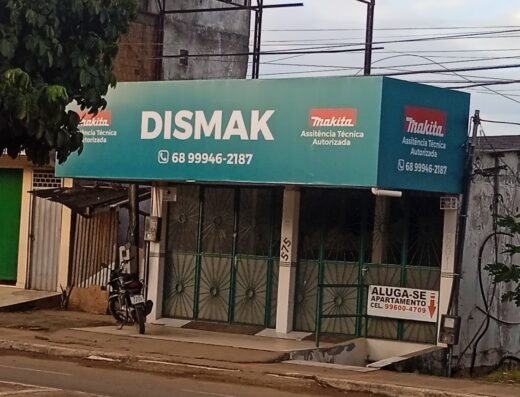 Makita
Assistência Técnica
Autorizada
DISMAK
68 99946-2187
Makita
Assistência Técnica
Autorizada
Makita
Assistência Técnica
Autorizada
68 99946-2187
575
ALUGA-SE
APARTAMENTO
CEL. 99600-4709